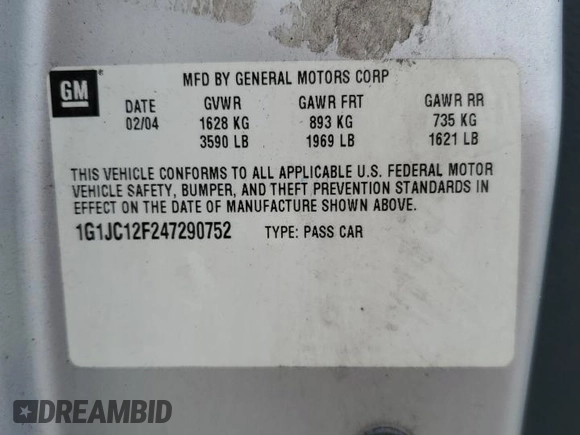 GM
MFD BY GENERAL MOTORS CORP
DATE GVWR GAWR FRT GAWR RR
02/04 1628 KG 893 KG 735 KG
3590 LB 1969 LB 1621 LB
THIS VEHICLE CONFORMS TO ALL APPLICABLE U.S. FEDERAL MOTOR
VEHICLE SAFETY, BUMPER, AND THEFT PREVENTION STANDARDS IN
EFFECT ON THE DATE OF MANUFACTURE SHOWN ABOVE.
1G1JC12F247290752 TYPE: PASS CAR
DREAMBID